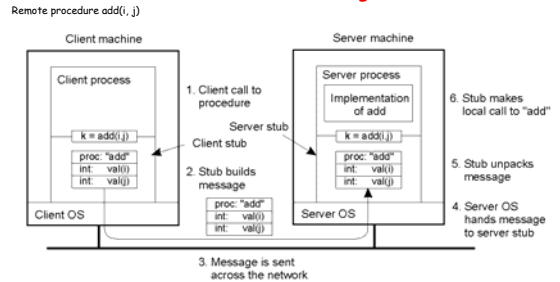 Remote procedure add(i, j)
Client machine
Server machine
Client process
1. Client call to
procedure
Server process
Implementation
of add
6. Stub makes
local call to "add"
Server stub
k = add(i,j)
Client stub
k = add(i,j)
proc: "add"
int: val(i)
int: val(j)
2. Stub builds
message
proc: "add"
int: val(i)
int: val(j)
proc: "add"
int: val(i)
int: val(j)
5. Stub unpacks
message
Client OS
Server OS
4. Server OS
hands message
to server stub
3. Message is sent
across the network